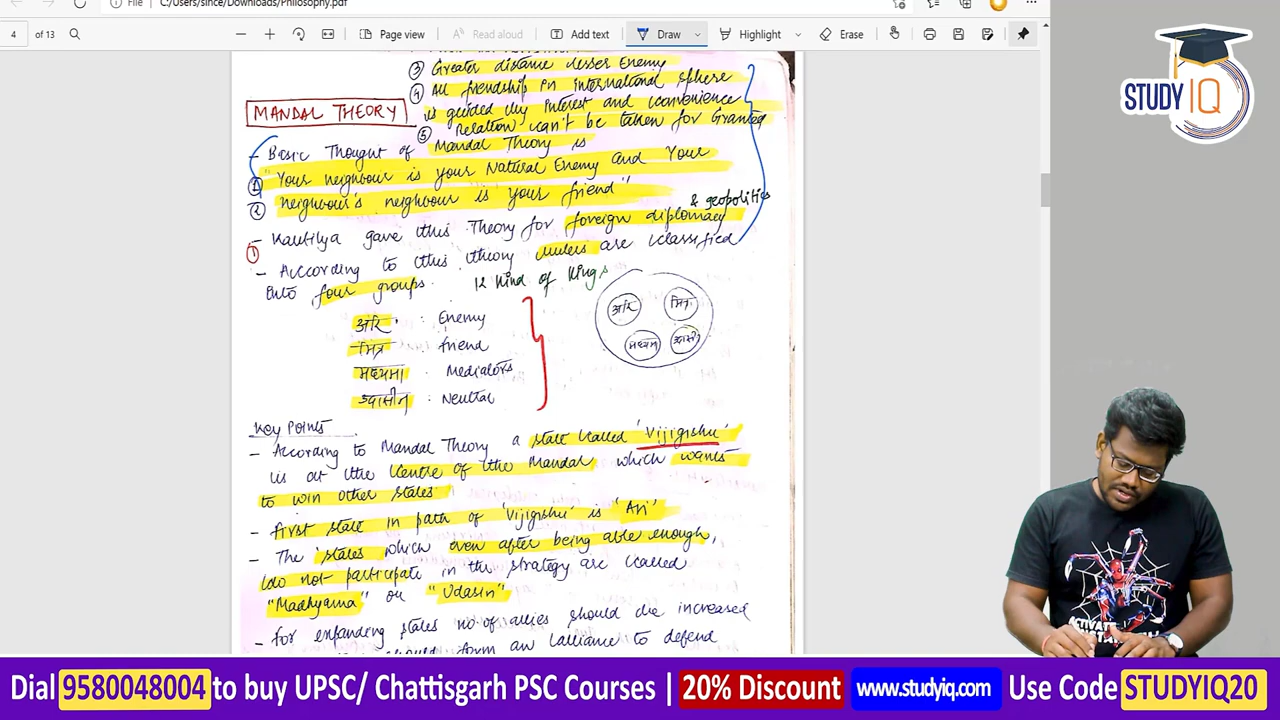 File
C:/Users/since/Downloads/Philosophy.pdf
4 of 13
Page view
Read aloud
Add text
Draw
Highlight
Erase
STUDY IQ
③ Greater distance lesser Enemy
④ All friendship in international sphere
is guided by interest and convenience
⑤ relation can't be taken for Granted
MANDAL THEORY
- Basic Thought of Mandal Theory is
① "Your neighbour is your Natural Enemy and Your
② neighbour's neighbour is your friend"
& geopolitics
- Kautilya gave this Theory for foreign diplomacy
①
- According to this theory rulers are classified
into four groups.
12 Kind of Kings
अरि : Enemy
मित्र : friend
मध्यमा : Mediators
उदासीन : Neutral
अरि मित्र
मध्यम उदासीन
Key Points
- According to Mandal Theory a state called 'Vijigishu'
is at the Centre of the Mandal which wants
to win other states.
- first state in path of 'Vijigishu' is 'Ari'
- The states which even after being able enough,
do not participate in the strategy are called
"Madhyama" or "Udasin"
- for expanding states no. of allies should be increased
should form an alliance to defend
ACTIVATE
Dial 9580048004 to buy UPSC/ Chattisgarh PSC Courses | 20% Discount www.studyiq.com Use Code STUDYIQ20